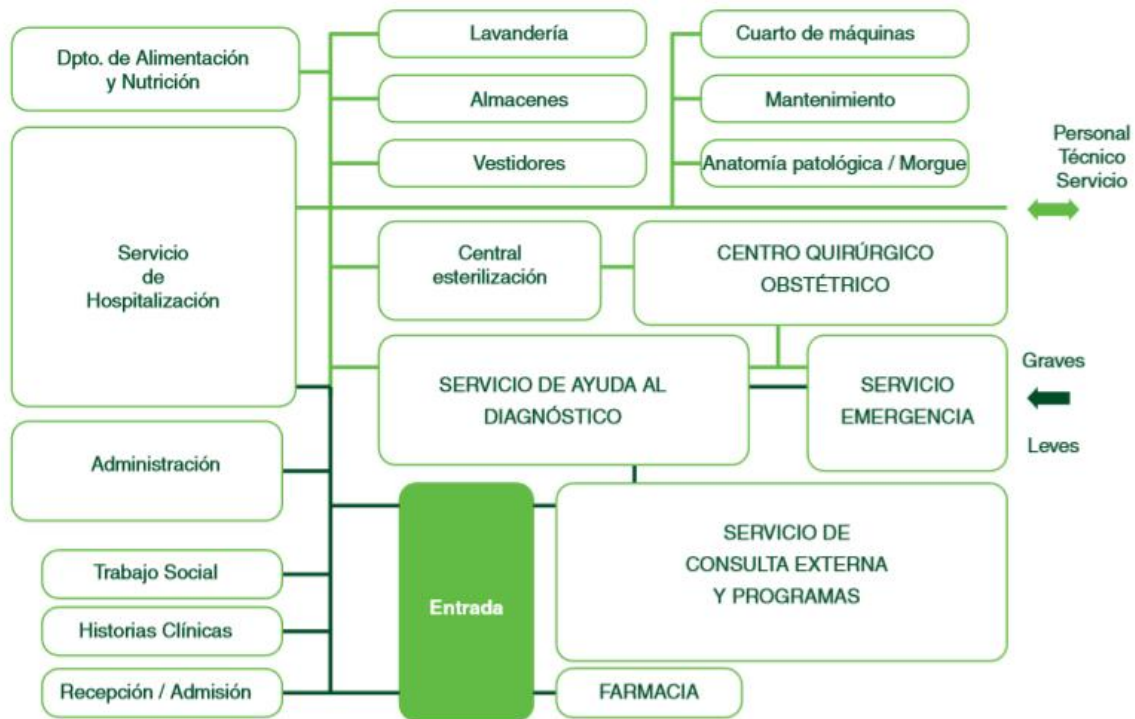 Dpto. de Alimentación
y Nutrición
Lavandería
Cuarto de máquinas
Almacenes
Mantenimiento
Vestidores
Anatomía patológica / Morgue
Personal
Técnico
Servicio
Servicio
de
Hospitalización
Central
esterilización
CENTRO QUIRÚRGICO
OBSTÉTRICO
SERVICIO DE AYUDA AL
DIAGNÓSTICO
SERVICIO
EMERGENCIA
Graves
Leves
Administración
Trabajo Social
Historias Clínicas
Recepción / Admisión
Entrada
SERVICIO DE
CONSULTA EXTERNA
Y PROGRAMAS
FARMACIA